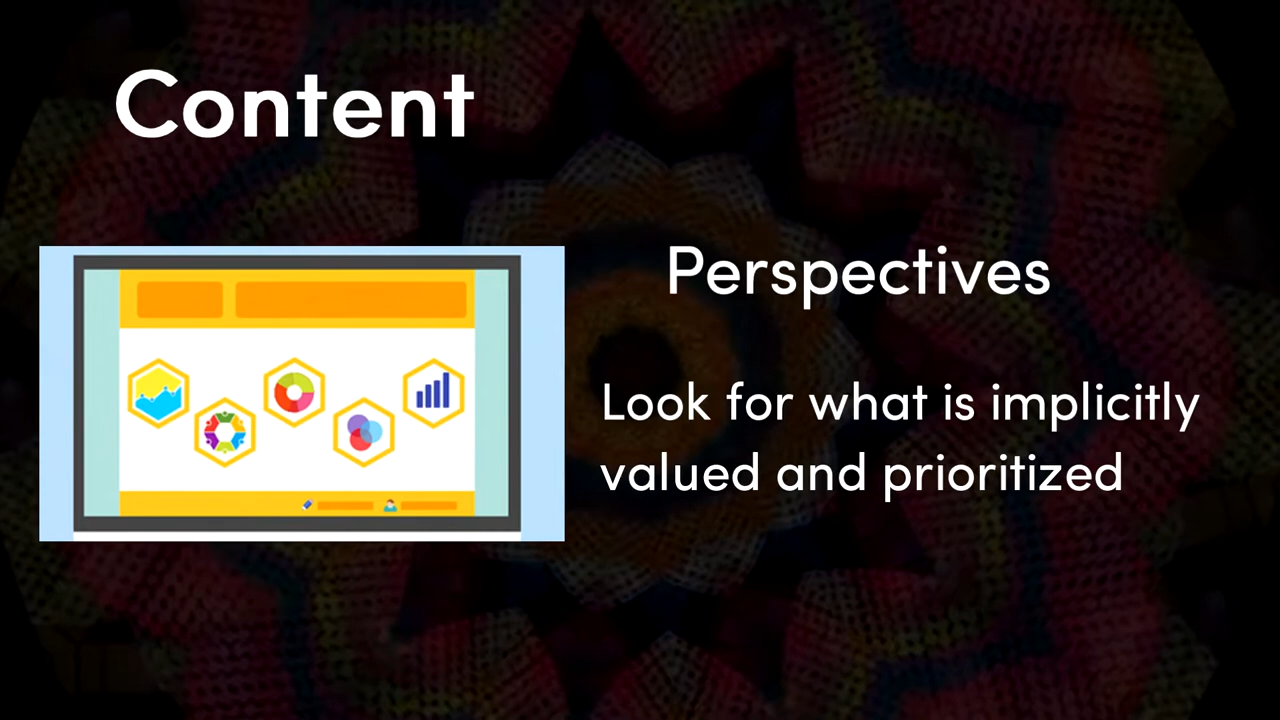 Content
Perspectives
Look for what is implicitly
valued and prioritized